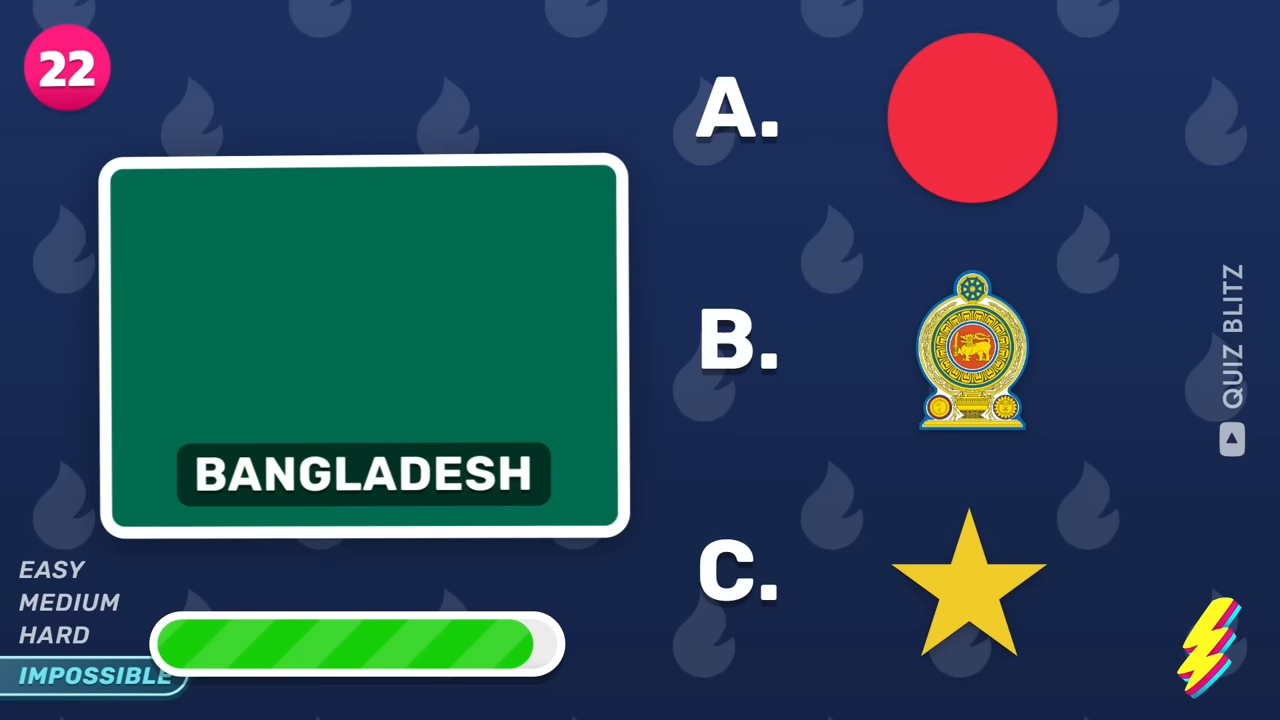 22
A.
BANGLADESH
B.
C.
EASY
MEDIUM
HARD
IMPOSSIBLE
QUIZ BLITZ